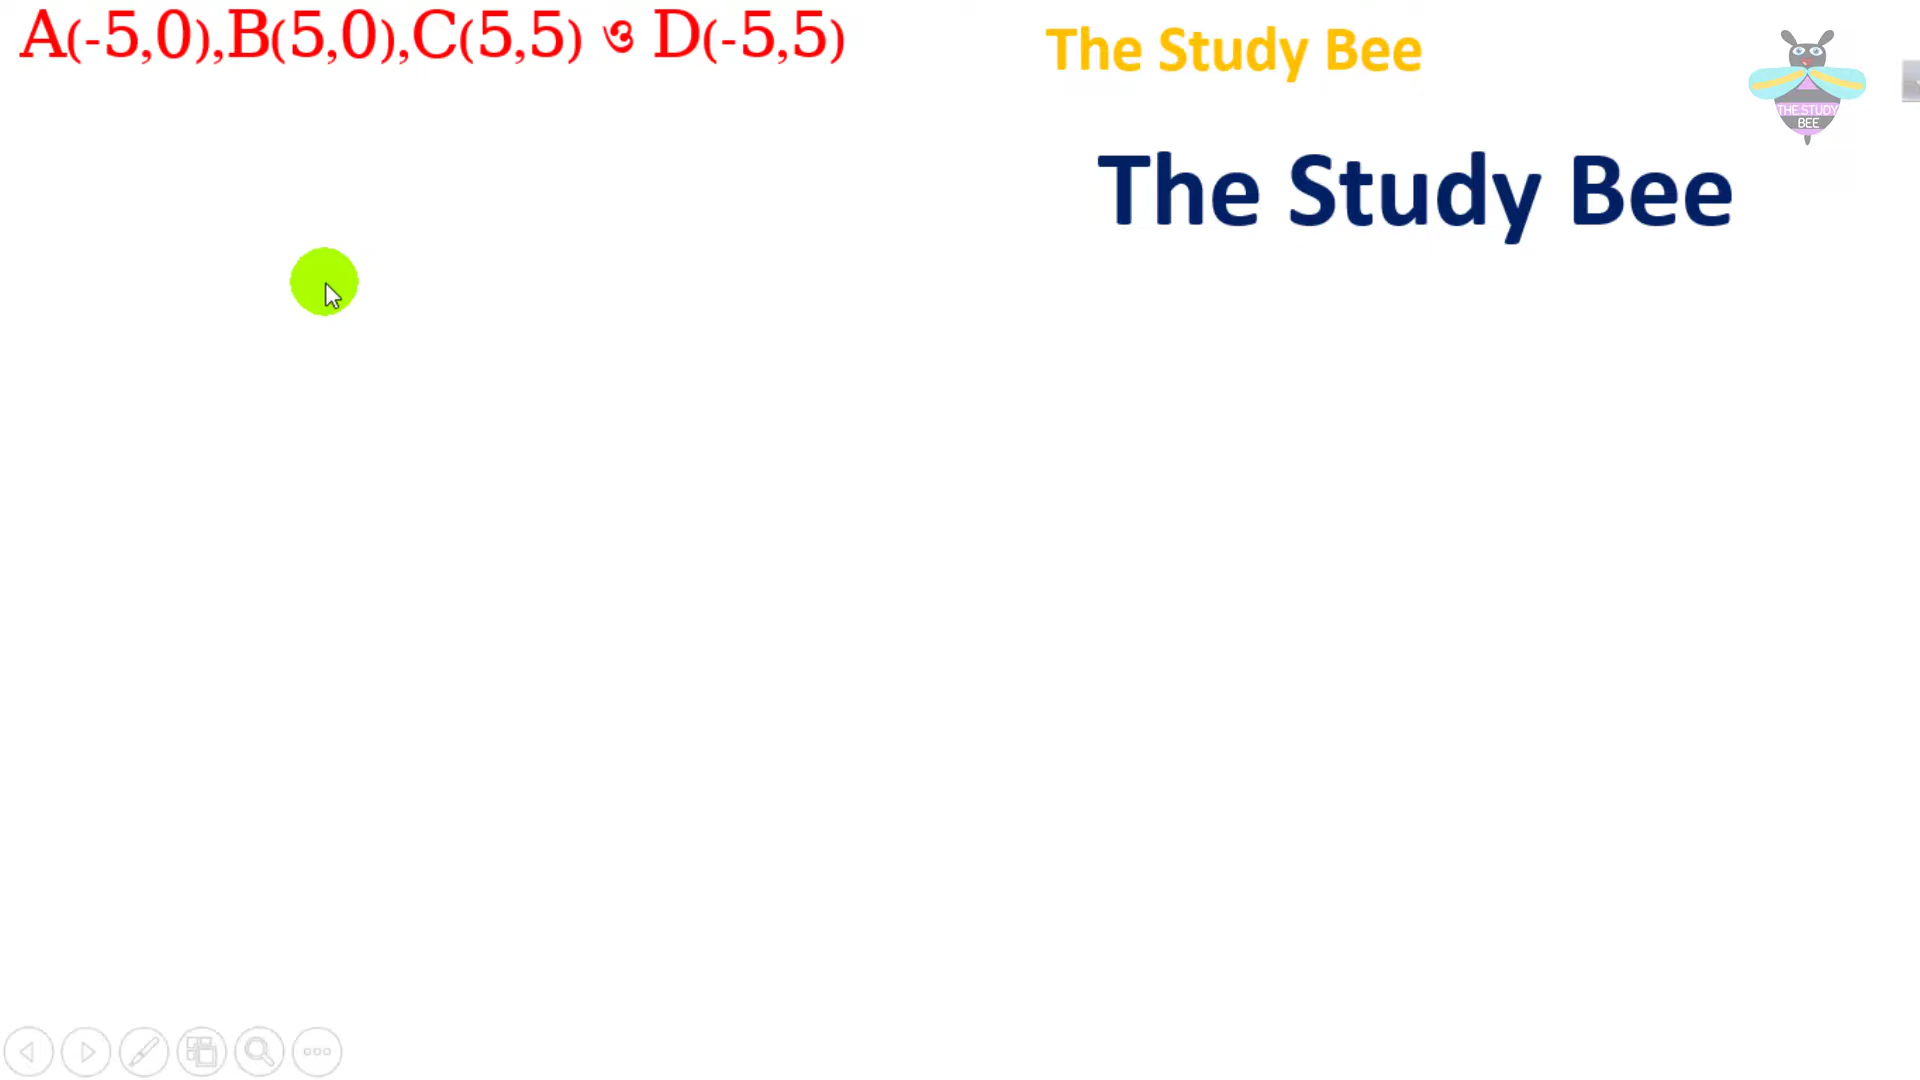 A(-5,0),B(5,0),C(5,5) ও D(-5,5)
The Study Bee
THE STUDY
BEE
The Study Bee